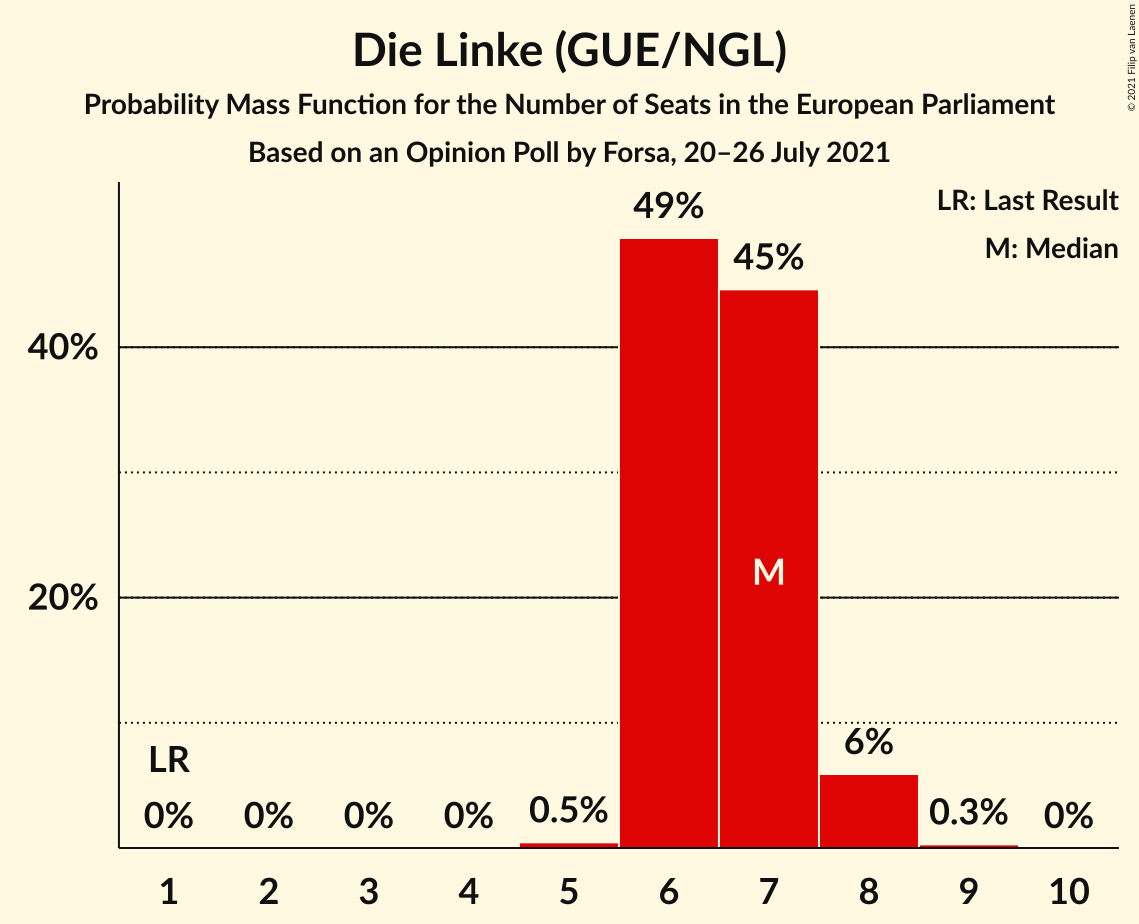 Die Linke (GUE/NGL)
Probability Mass Function for the Number of Seats in the European Parliament
Based on an Opinion Poll by Forsa, 20–26 July 2021
© 2021 Filip van Laenen
LR: Last Result
M: Median
49%
45%
40%
M
20%
LR
6%
0%
0%
0%
0%
0.5%
0.3%
0%
1
2
3
4
5
6
7
8
9
10